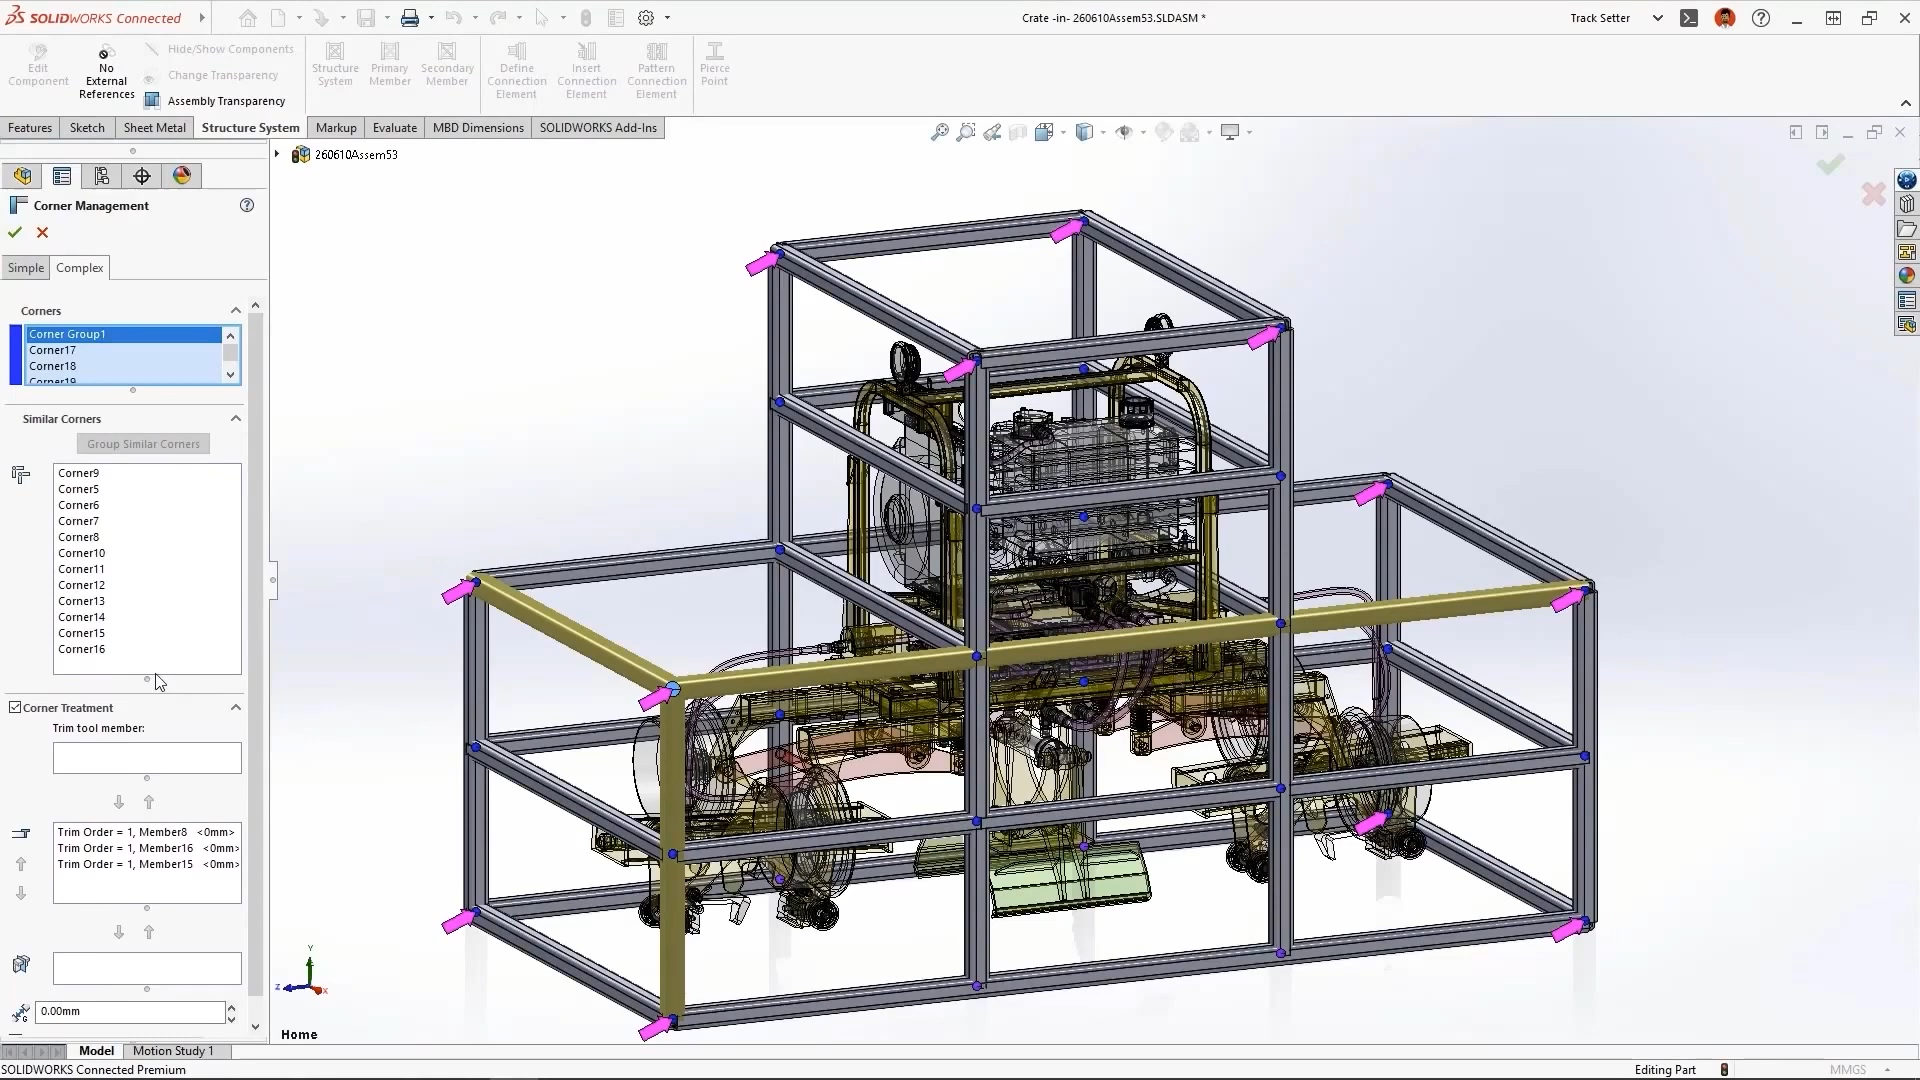 SOLIDWORKS Connected
Crate -in- 260610Assem53.SLDASM *
Track Setter
Edit Component
No External References
Hide/Show Components
Change Transparency
Assembly Transparency
Structure System
Primary Member
Secondary Member
Define Connection Element
Insert Connection Element
Pattern Connection Element
Pierce Point
Features
Sketch
Sheet Metal
Structure System
Markup
Evaluate
MBD Dimensions
SOLIDWORKS Add-Ins
260610Assem53
Corner Management
Simple
Complex
Corners
Corner Group1
Corner17
Corner18
Corner19
Similar Corners
Group Similar Corners
Corner9
Corner5
Corner6
Corner7
Corner8
Corner10
Corner11
Corner12
Corner13
Corner14
Corner15
Corner16
Corner Treatment
Trim tool member:
Trim Order = 1, Member8 <0mm>
Trim Order = 1, Member16 <0mm>
Trim Order = 1, Member15 <0mm>
0.00mm
Y
Z
X
Home
Model
Motion Study 1
SOLIDWORKS Connected Premium
Editing Part
MMGS